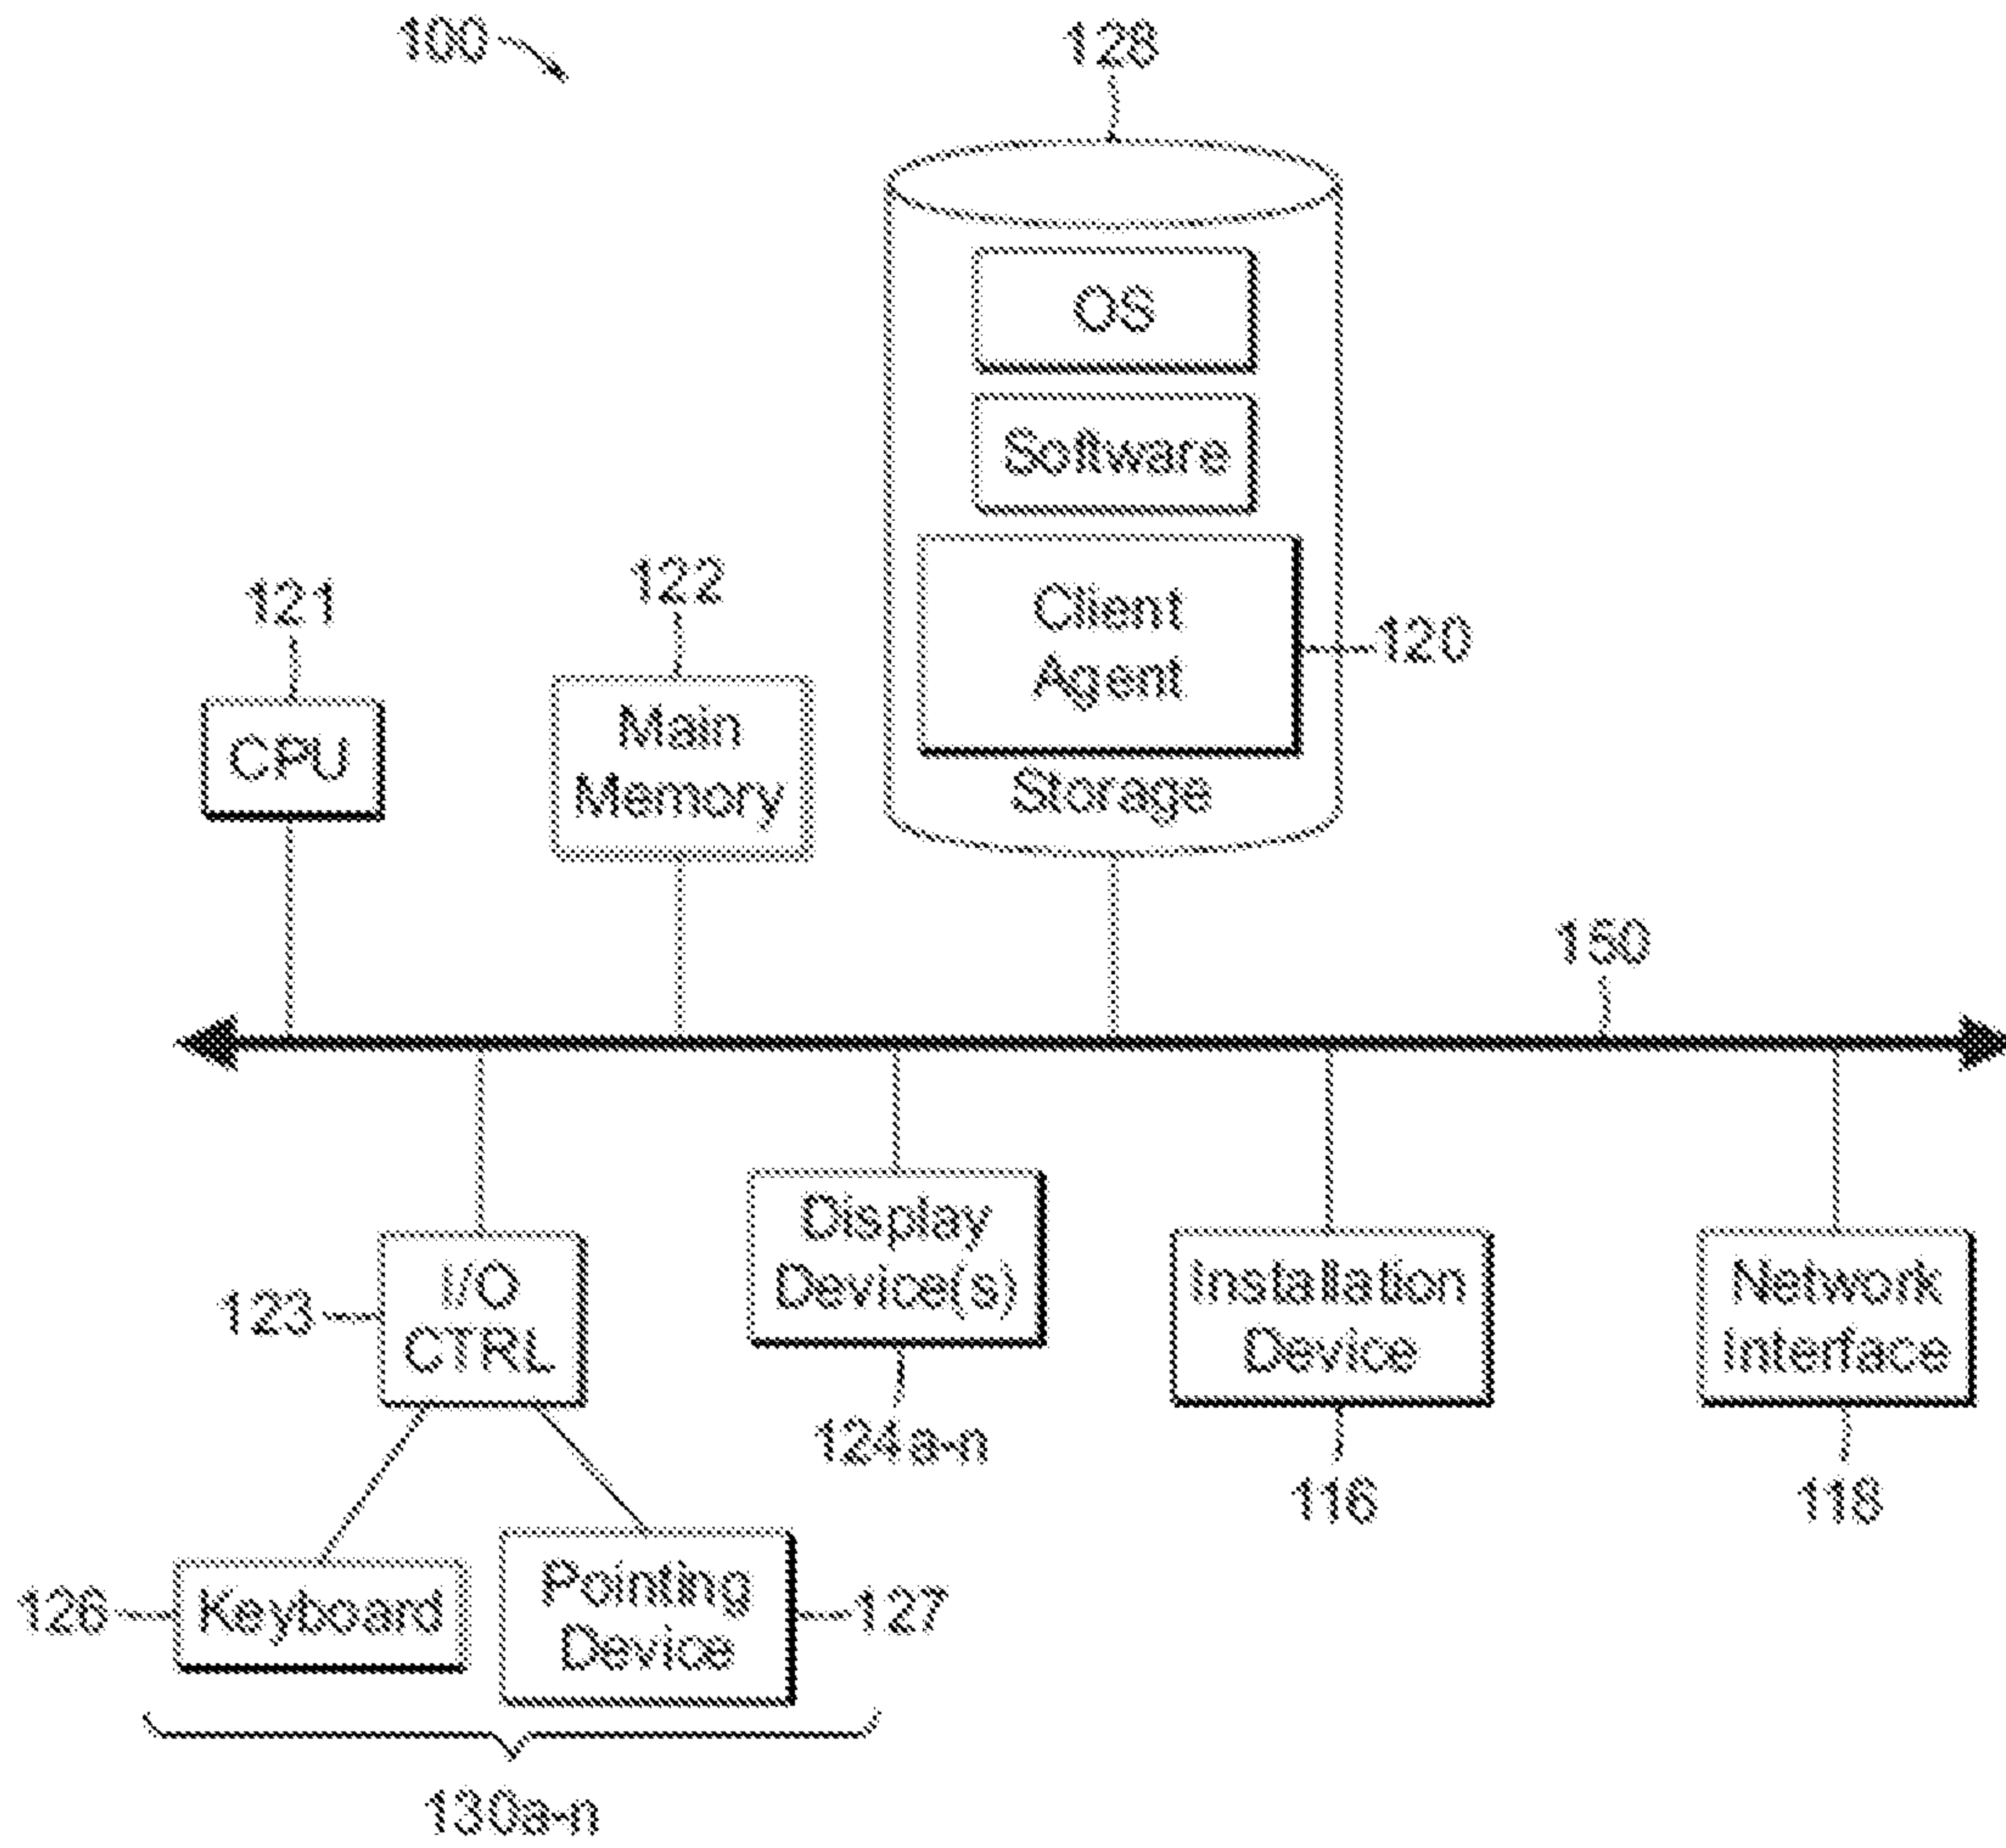 100
128
OS
Software
Client
Agent
120
Storage
121
CPU
122
Main
Memory
150
I/O
CTRL
123
Display
Device(s)
124a-n
Installation
Device
116
Network
Interface
118
126
Keyboard
Pointing
Device
127
130a-n